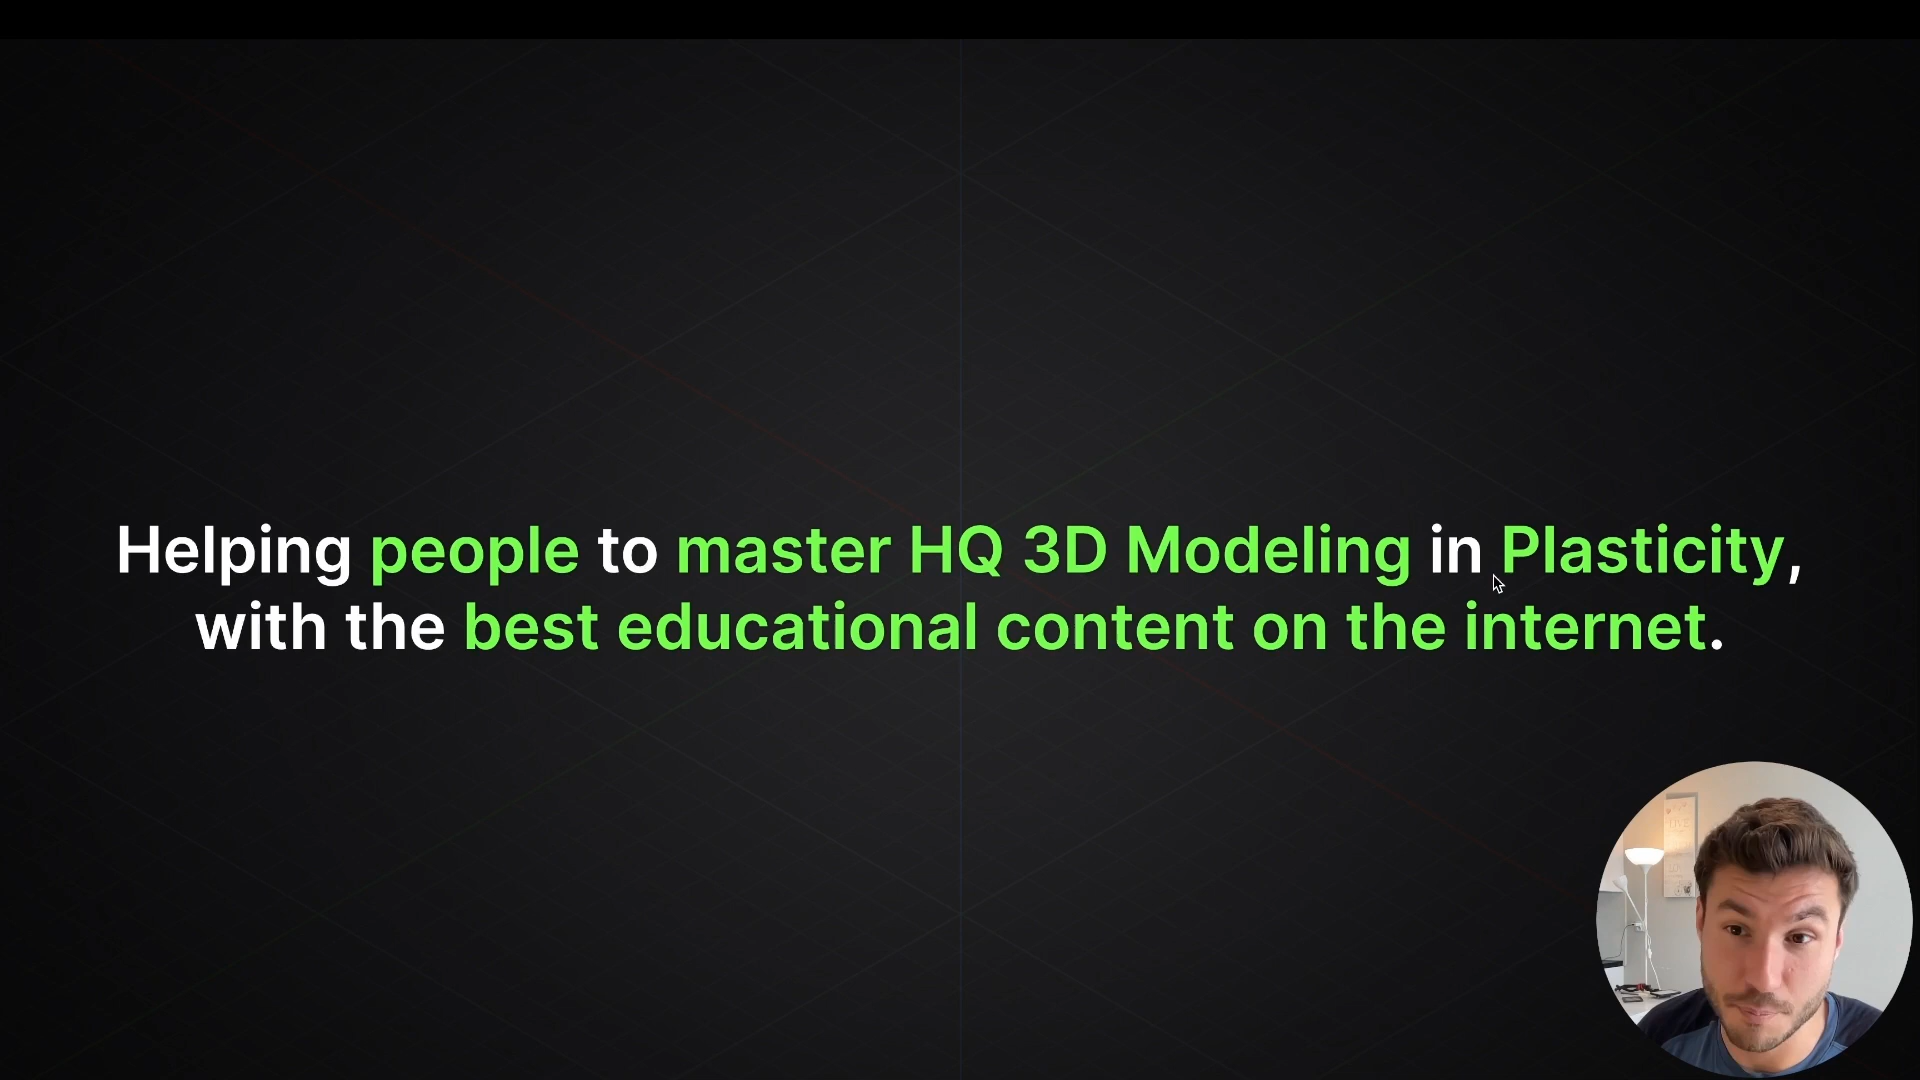 Helping people to master HQ 3D Modeling in Plasticity,
with the best educational content on the internet.